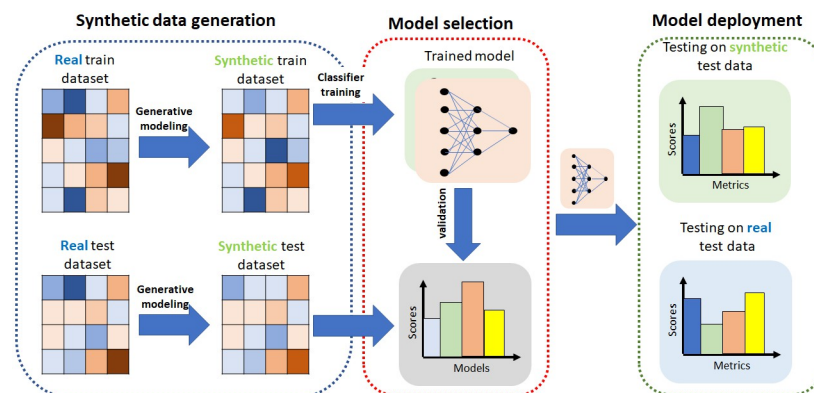 Synthetic data generation
Model selection
Model deployment
Real train
dataset
Synthetic train
dataset
Generative
modeling
Classifier
training
Trained model
validation
Testing on synthetic
test data
Scores
Metrics
Real test
dataset
Synthetic test
dataset
Generative
modeling
Scores
Models
Testing on real
test data
Scores
Metrics